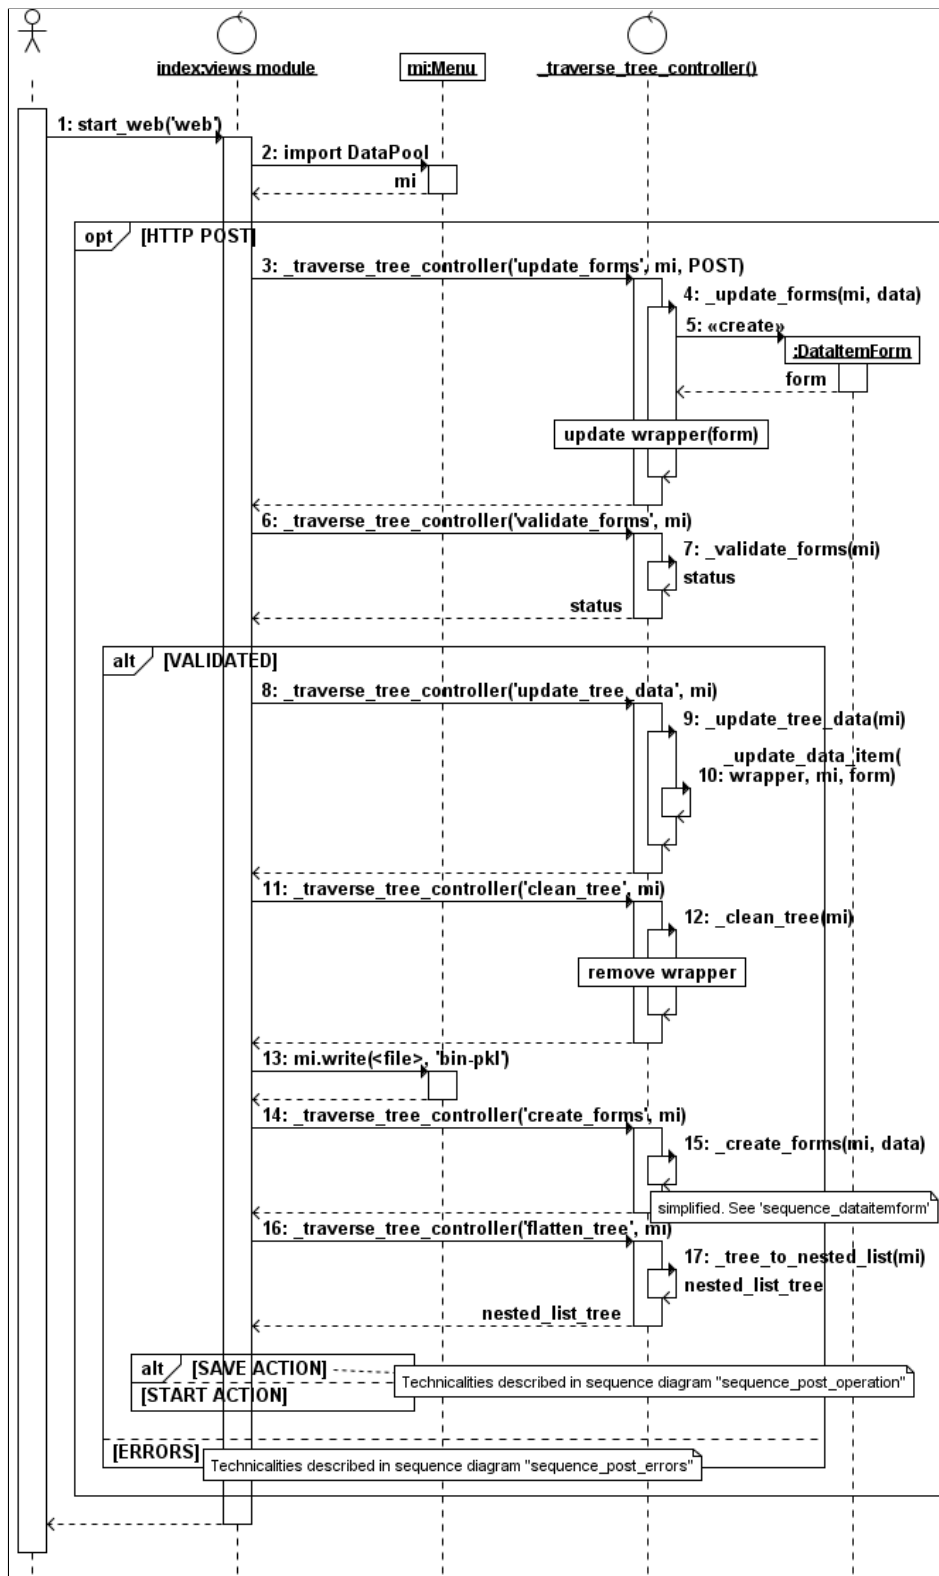 index:views module
mi:Menu
_traverse_tree_controller()
1: start_web('web')
2: import DataPool
mi
opt
[HTTP POST]
3: _traverse_tree_controller('update_forms', mi, POST)
4: _update_forms(mi, data)
5: «create»
:DataItemForm
form
update wrapper(form)
6: _traverse_tree_controller('validate_forms', mi)
7: _validate_forms(mi)
status
status
alt
[VALIDATED]
8: _traverse_tree_controller('update_tree_data', mi)
9: _update_tree_data(mi)
_update_data_item(
10: wrapper, mi, form)
11: _traverse_tree_controller('clean_tree', mi)
12: _clean_tree(mi)
remove wrapper
13: mi.write(<file>, 'bin-pkl')
14: _traverse_tree_controller('create_forms', mi)
15: _create_forms(mi, data)
simplified. See 'sequence_dataitemform'
16: _traverse_tree_controller('flatten_tree', mi)
17: _tree_to_nested_list(mi)
nested_list_tree
nested_list_tree
alt
[SAVE ACTION]
Technicalities described in sequence diagram "sequence_post_operation"
[START ACTION]
[ERRORS]
Technicalities described in sequence diagram "sequence_post_errors"